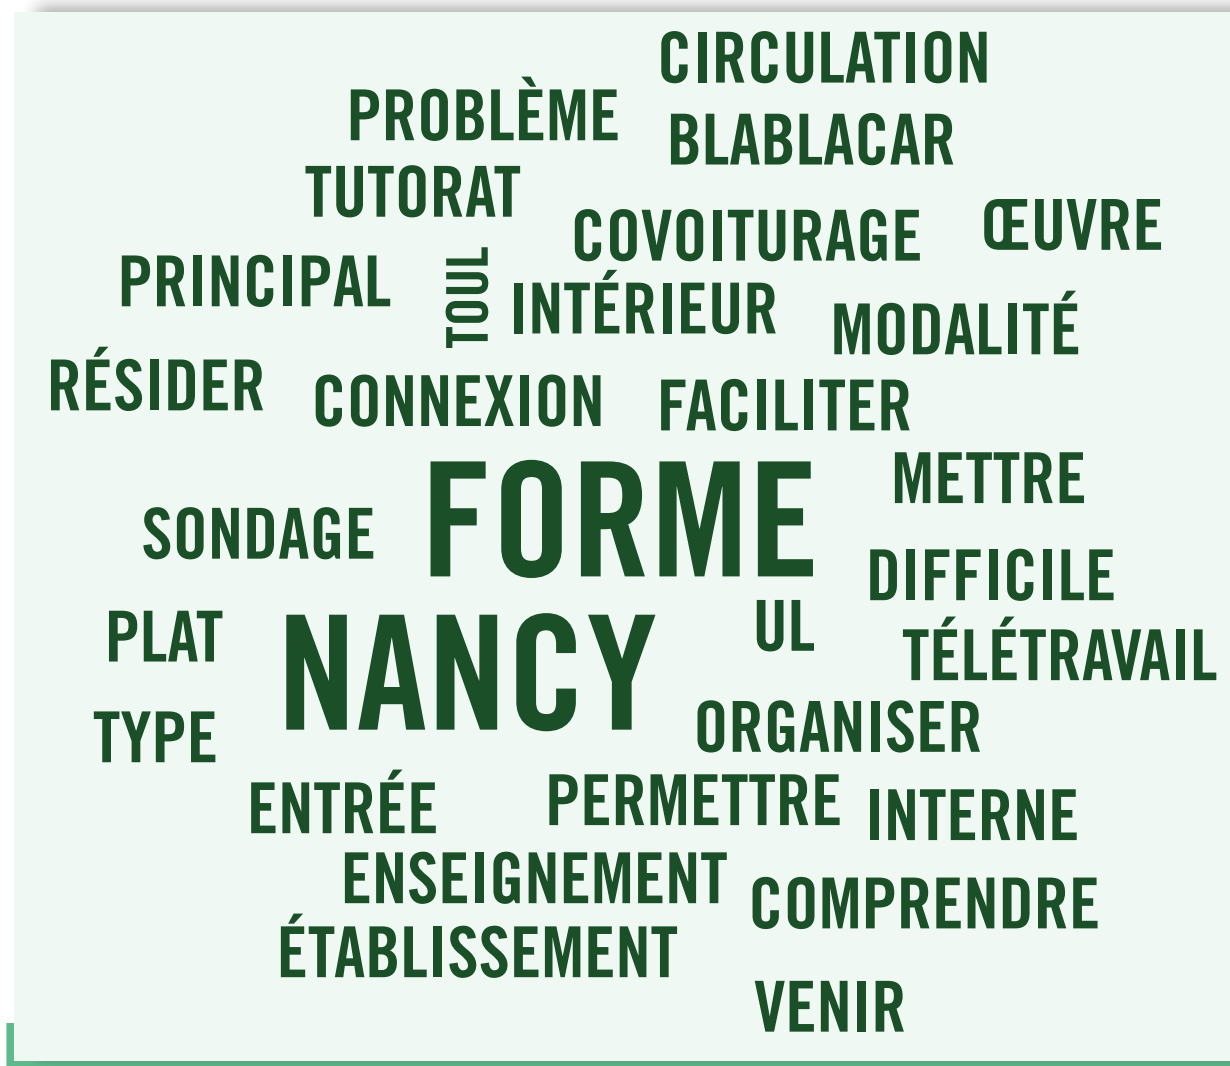 CIRCULATION
PROBLÈME
BLABLACAR
TUTORAT
COVOITURAGE
ŒUVRE
PRINCIPAL
TOUL
INTÉRIEUR
MODALITÉ
RÉSIDER
CONNEXION
FACILITER
METTRE
SONDAGE
FORME
DIFFICILE
PLAT
NANCY
UL
TÉLÉTRAVAIL
TYPE
ORGANISER
ENTRÉE
PERMETTRE
INTERNE
ENSEIGNEMENT
COMPRENDRE
ÉTABLISSEMENT
VENIR